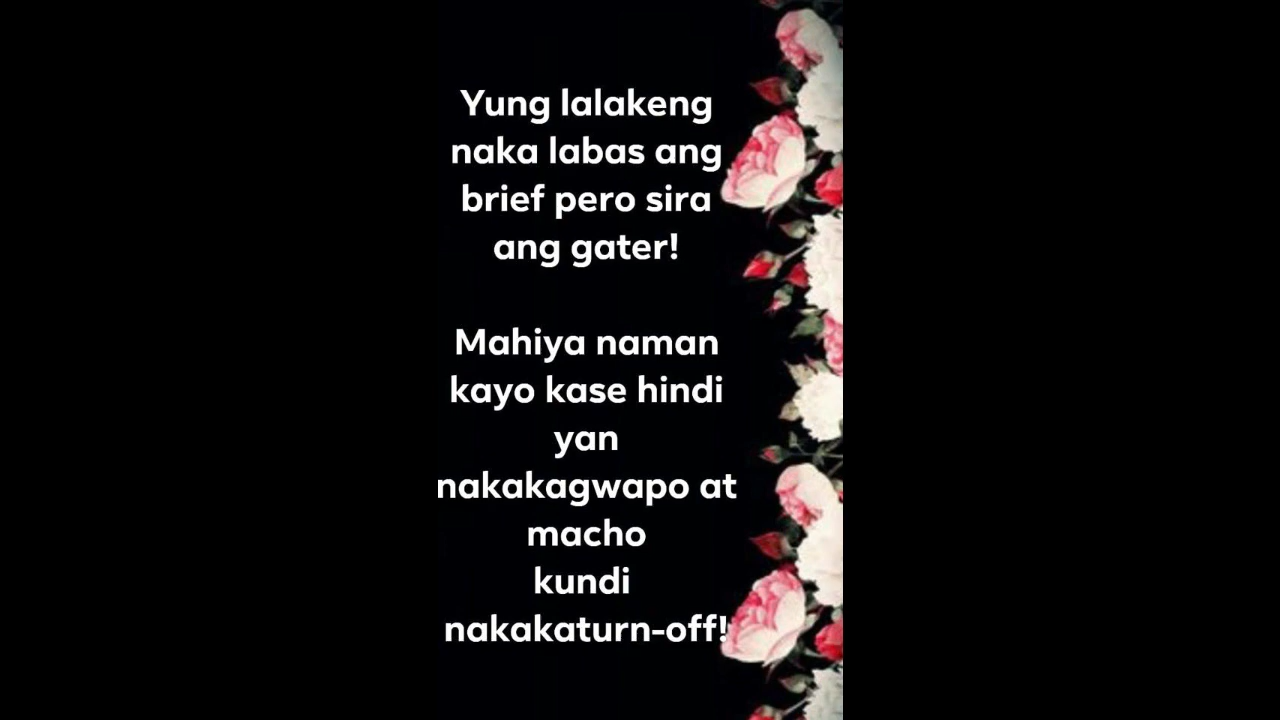 Yung lalakeng
naka labas ang
brief pero sira
ang gater!
Mahiya naman
kayo kase hindi
yan
nakakagwapo at
macho
kundi
nakakaturn-off!